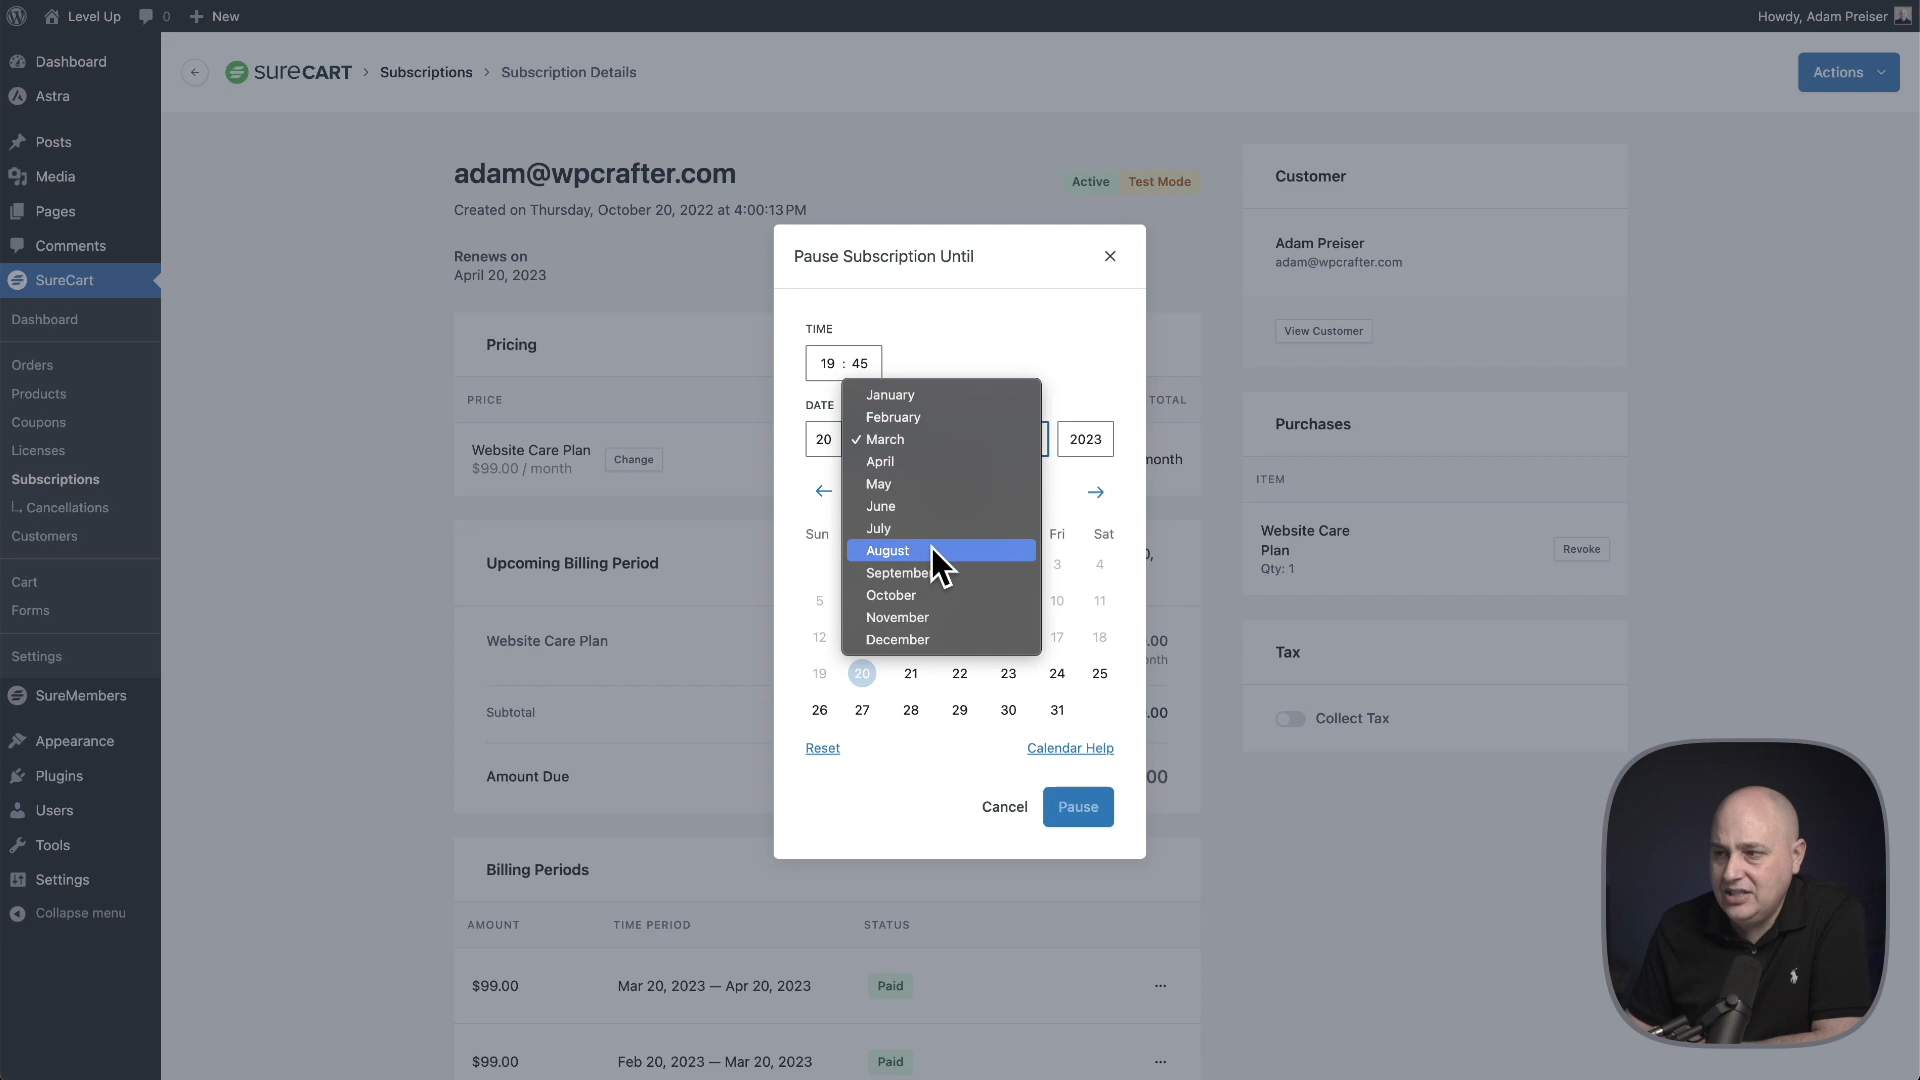 Level Up
0
New
Howdy, Adam Preiser
Dashboard
Astra
Posts
Media
Pages
Comments
SureCart
Dashboard
Orders
Products
Coupons
Licenses
Subscriptions
Cancellations
Customers
Cart
Forms
Settings
SureMembers
Appearance
Plugins
Users
Tools
Settings
Collapse menu
SURECART > Subscriptions > Subscription Details
Actions
adam@wpcrafter.com
Active
Test Mode
Created on Thursday, October 20, 2022 at 4:00:13 PM
Renews on
April 20, 2023
Pricing
PRICE
TOTAL
Website Care Plan
$99.00 / month
Change
month
Upcoming Billing Period
Website Care Plan
.00
nth
Subtotal
.00
Amount Due
00
Billing Periods
AMOUNT
TIME PERIOD
STATUS
$99.00
Mar 20, 2023 — Apr 20, 2023
Paid
$99.00
Feb 20, 2023 — Mar 20, 2023
Paid
Pause Subscription Until
TIME
19 : 45
DATE
20
2023
January
February
✓ March
April
May
June
July
August
Septembe
October
November
December
Sun
Fri
Sat
3
4
5
10
11
12
17
18
19
20
21
22
23
24
25
26
27
28
29
30
31
Reset
Calendar Help
Cancel
Pause
Customer
Adam Preiser
adam@wpcrafter.com
View Customer
Purchases
ITEM
Website Care
Plan
Qty: 1
Revoke
Tax
Collect Tax